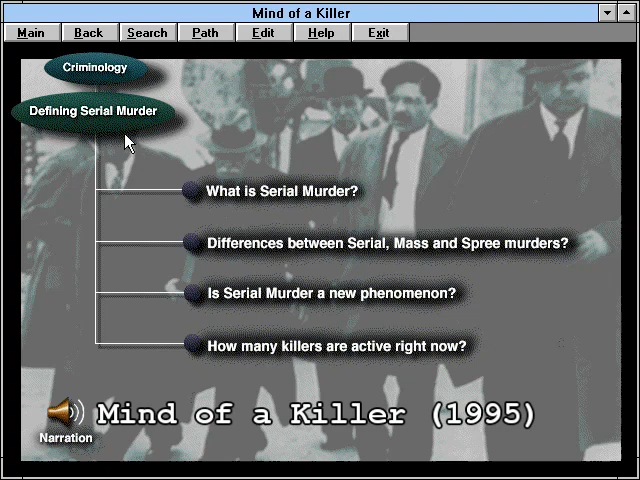 Mind of a Killer
Main Back Search Path Edit Help Exit
Criminology
Defining Serial Murder
What is Serial Murder?
Differences between Serial, Mass and Spree murders?
Is Serial Murder a new phenomenon?
How many killers are active right now?
Mind of a Killer (1995)
Narration